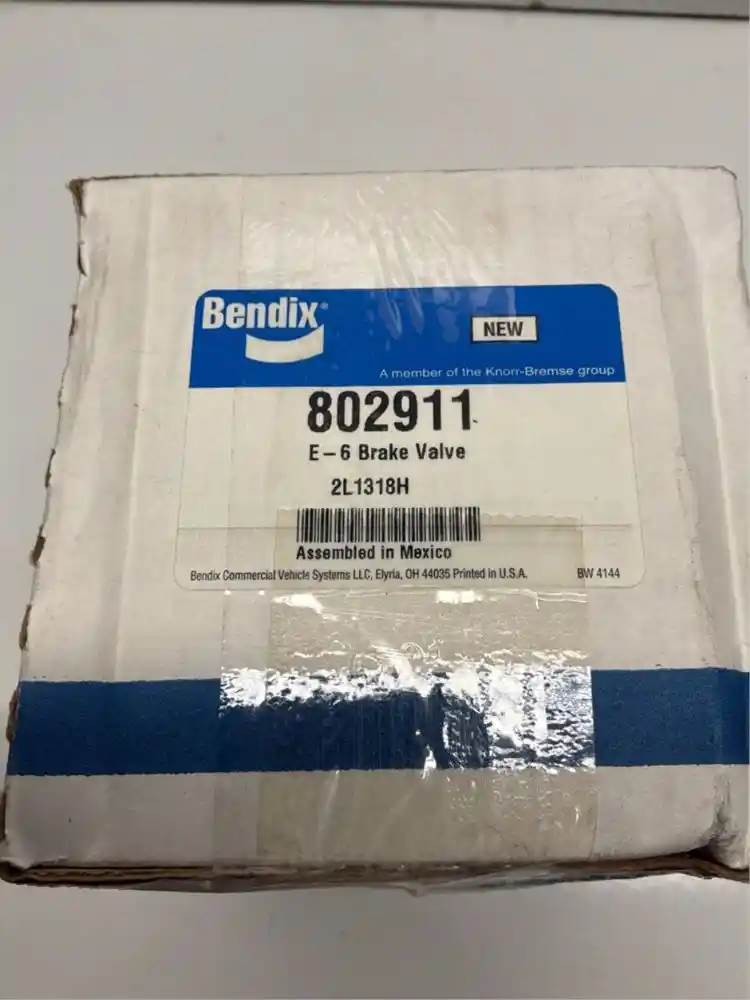 Bendix®
NEW
A member of the Knorr-Bremse group
802911
E-6 Brake Valve
2L1318H
Assembled in Mexico
Bendix Commercial Vehicle Systems LLC, Elyria, OH 44035 Printed in U.S.A. BW 4144